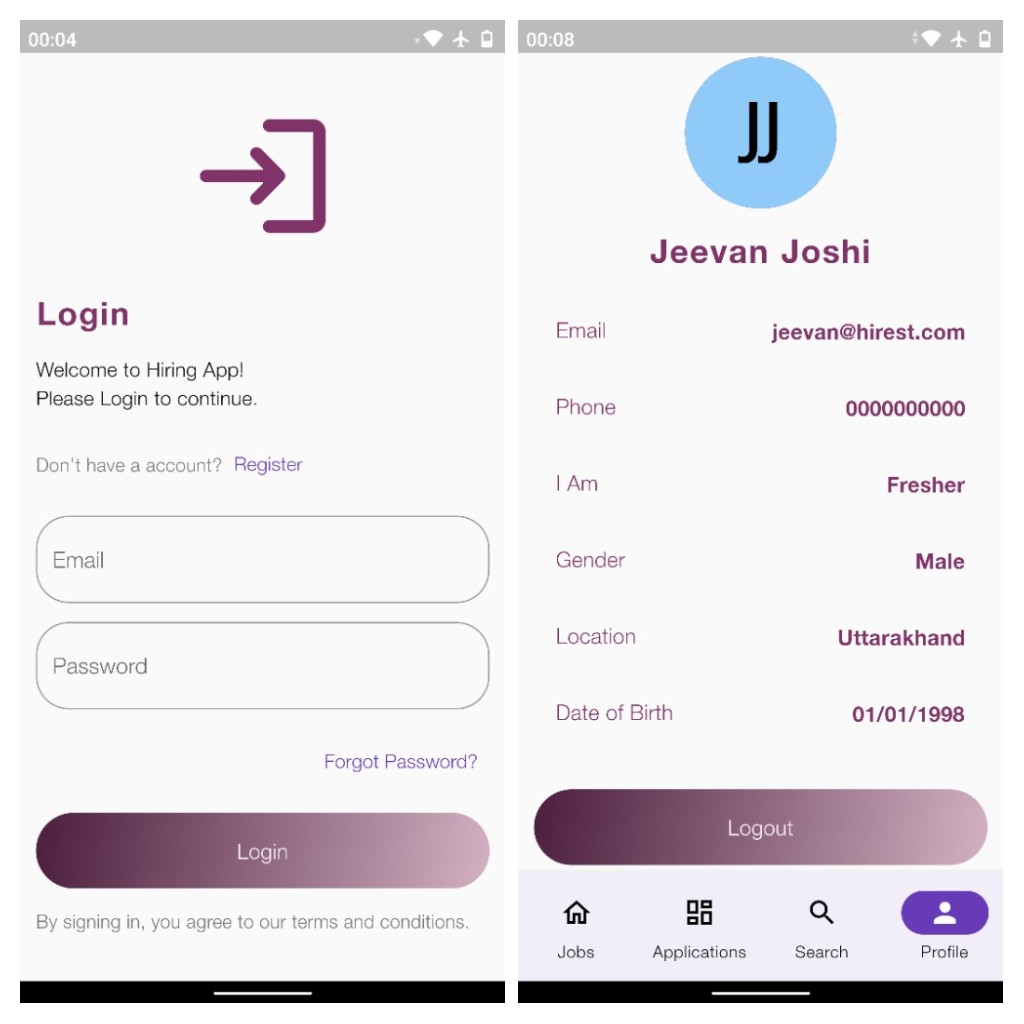 00:04
Login
Welcome to Hiring App!
Please Login to continue.
Don't have a account? Register
Email
Password
Forgot Password?
Login
By signing in, you agree to our terms and conditions.
00:08
JJ
Jeevan Joshi
Email jeevan@hirest.com
Phone 0000000000
I Am Fresher
Gender Male
Location Uttarakhand
Date of Birth 01/01/1998
Logout
Jobs Applications Search Profile